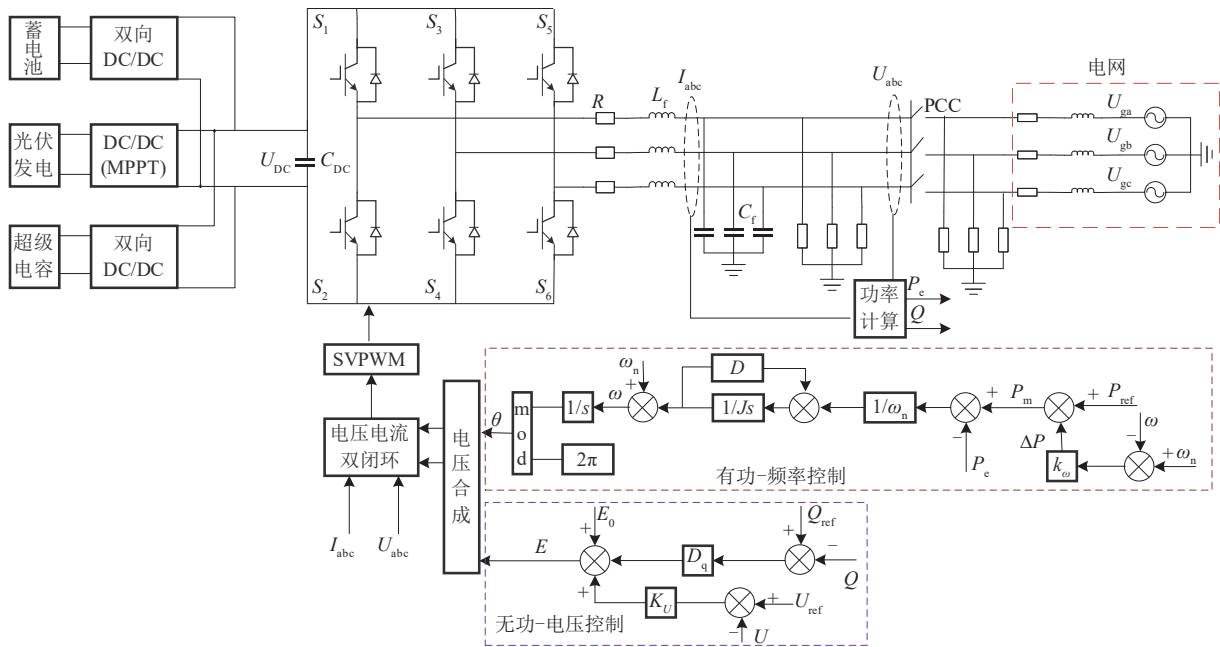 蓄电池
双向
DC/DC
光伏
发电
DC/DC
(MPPT)
超级
电容
双向
DC/DC
U_DC
C_DC
S_1
S_3
S_5
S_2
S_4
S_6
R
L_f
I_abc
C_f
U_abc
PCC
电网
U_ga
U_gb
U_gc
功率
计算
P_e
Q
SVPWM
电压电流
双闭环
I_abc
U_abc
电压合成
θ
mod
1/s
2π
ω
+
ω_n
D
1/Js
1/ω_n
−
P_e
+
P_m
+
P_ref
−
ω
ΔP
k_ω
+ω_n
有功−频率控制
E
E_0
+
+
D_q
Q_ref
+
−
Q
K_U
+
U_ref
−
U
无功−电压控制